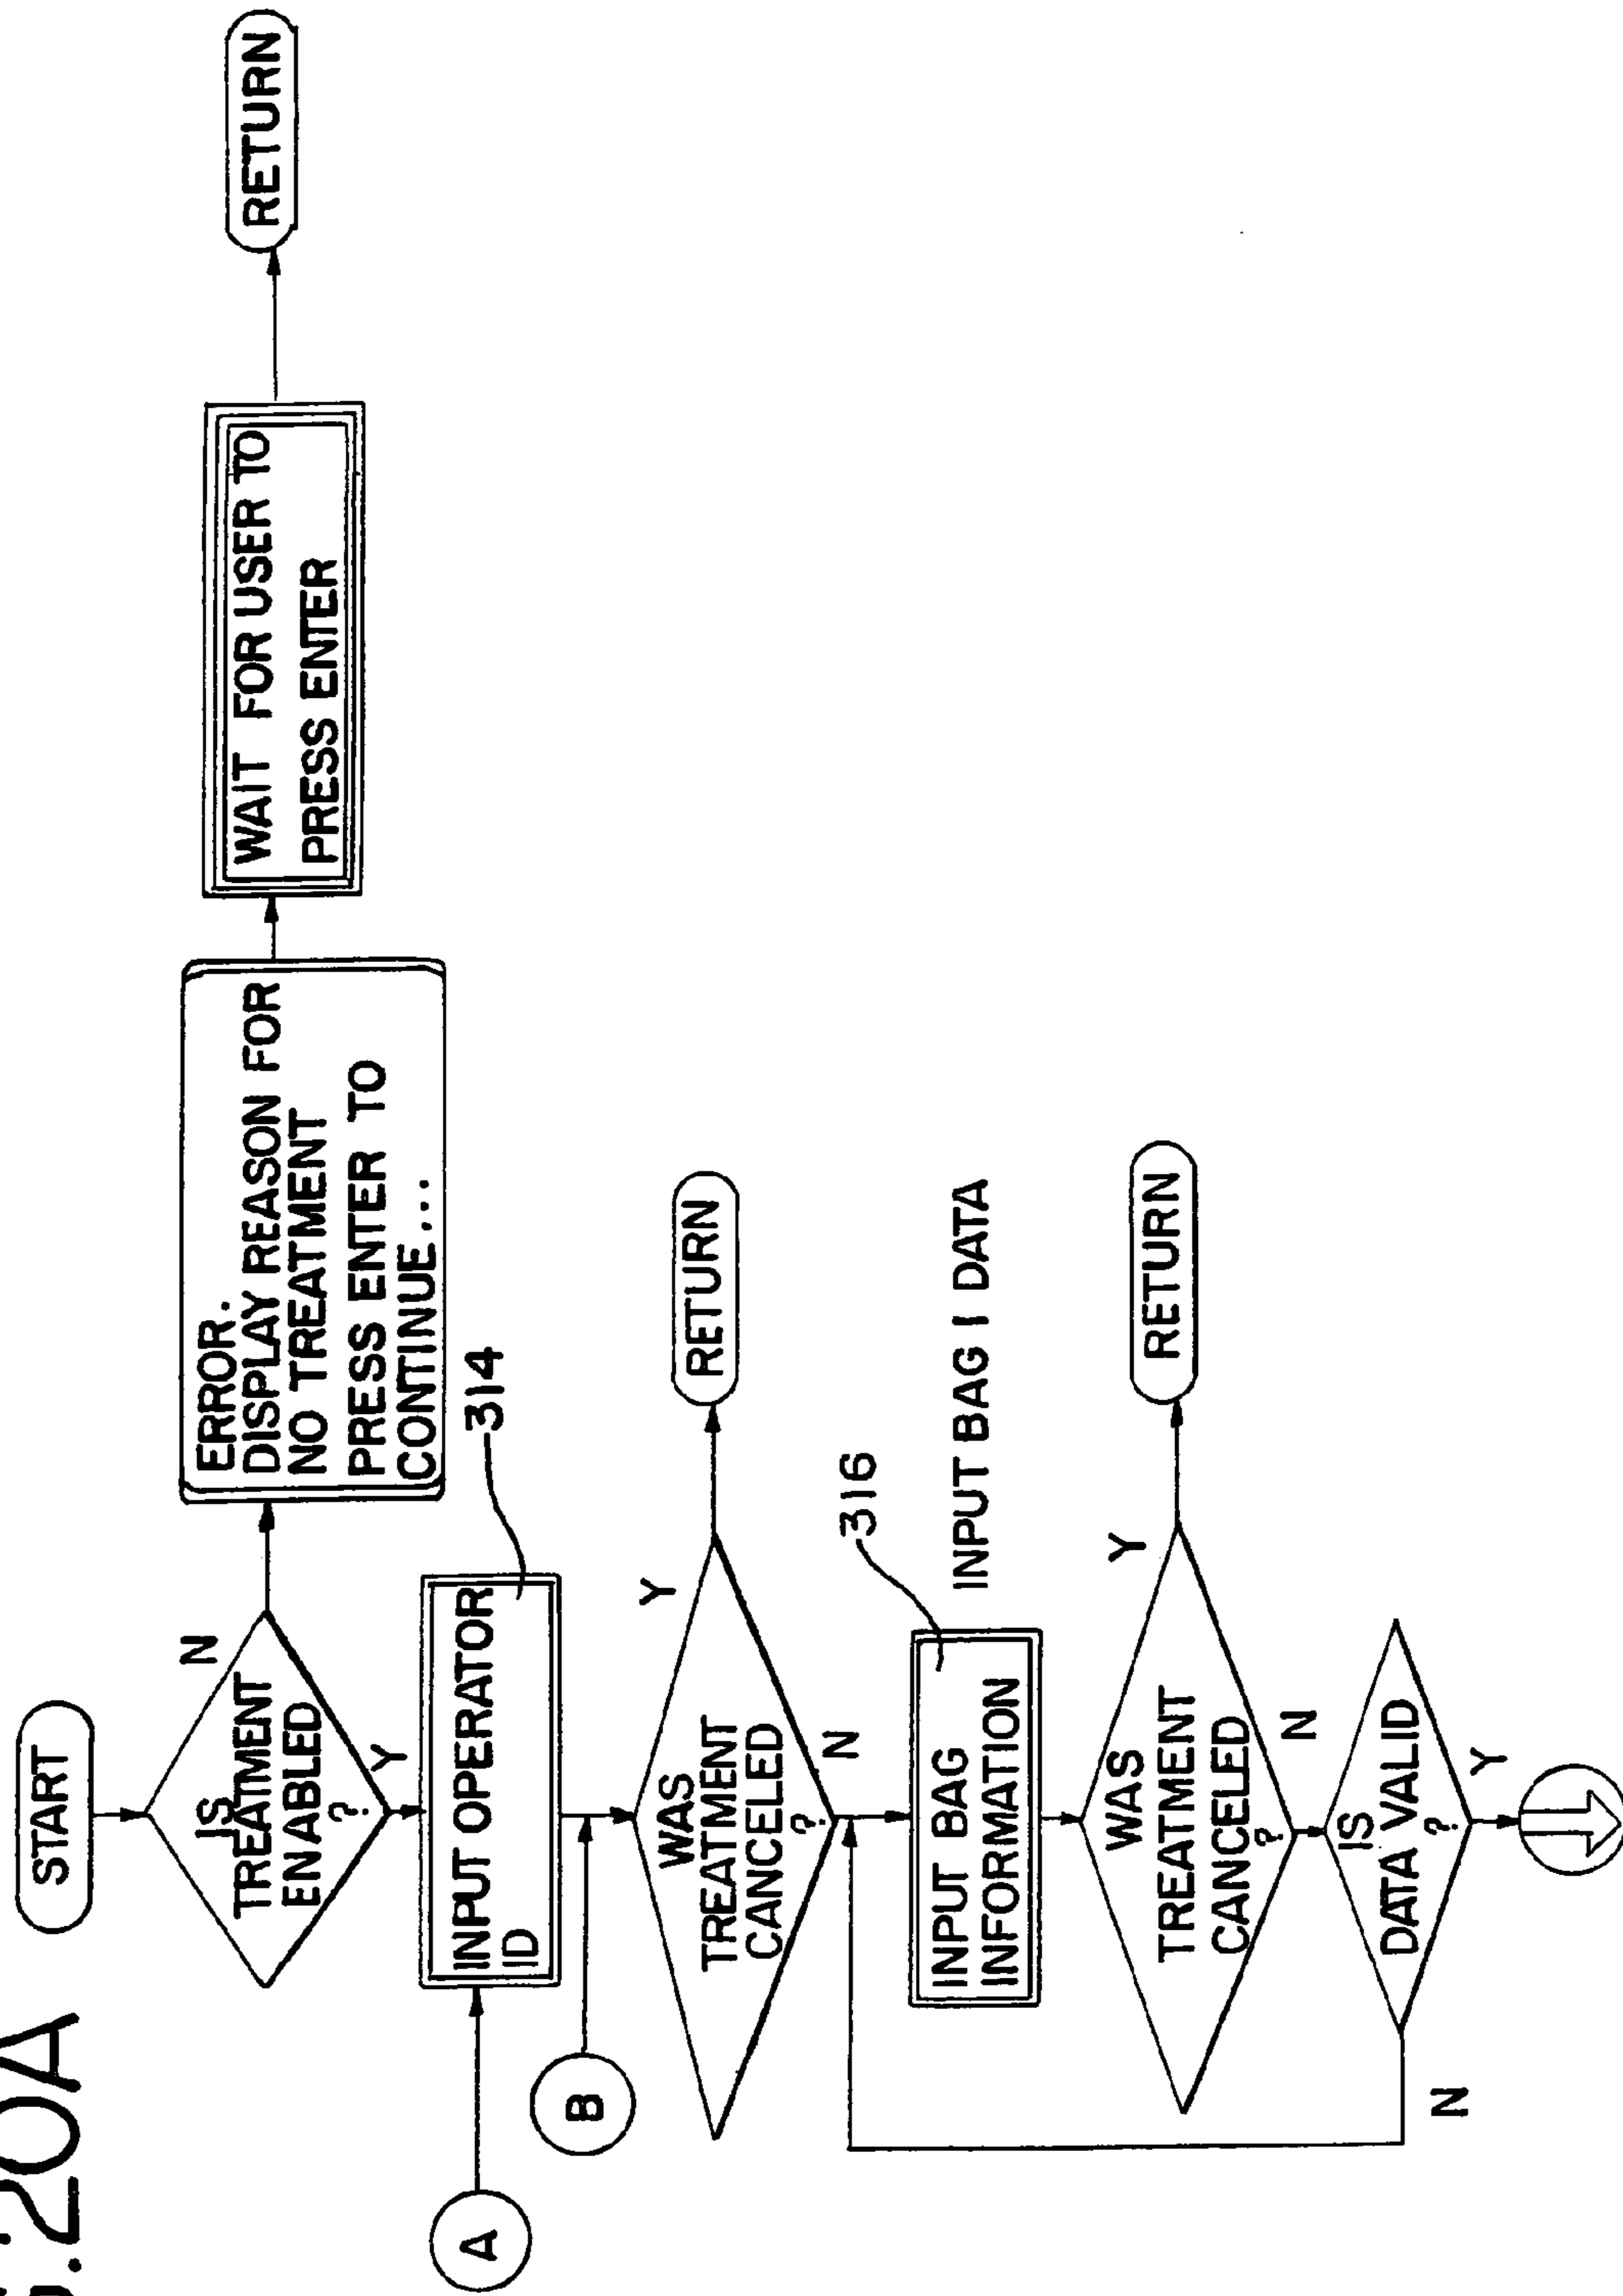 .20A
START
IS
TREATMENT
ENABLED
?
N
Y
ERROR.
DISPLAY REASON FOR
NO TREATMENT
PRESS ENTER TO
CONTINUE...
WAIT FOR USER TO
PRESS ENTER
RETURN
A
INPUT OPERATOR
ID
314
B
WAS
TREATMENT
CANCELED
?
Y
N
RETURN
316
INPUT BAG
INFORMATION
INPUT BAG 1 DATA
WAS
TREATMENT
CANCELED
?
Y
N
RETURN
IS
DATA VALID
?
Y
N